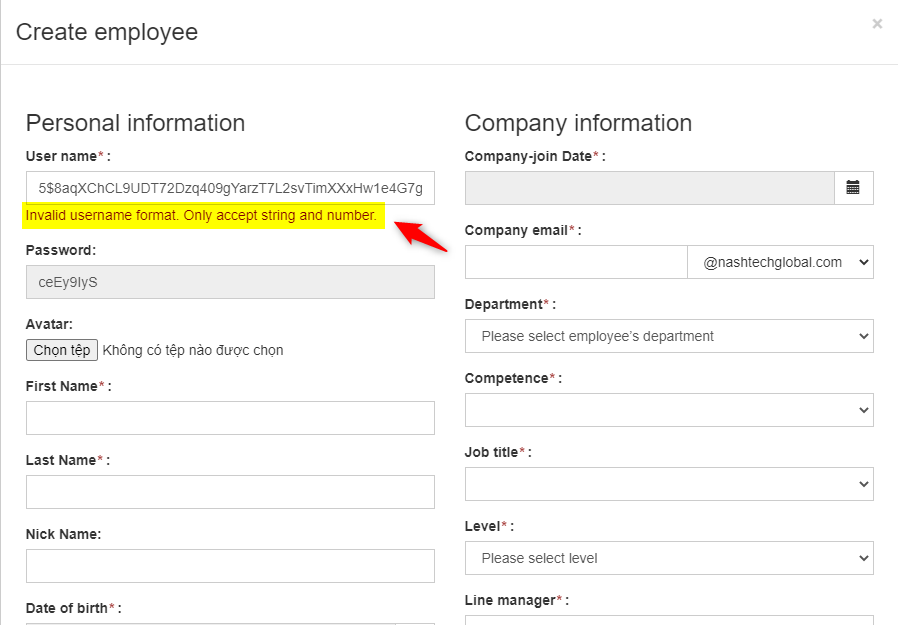 Create employee
×
Personal information
User name* :
5$8aqXChCL9UDT72Dzq409gYarzT7L2svTimXXxHw1e4G7g
Invalid username format. Only accept string and number.
Password:
ceEy9IyS
Avatar:
Chọn tệp Không có tệp nào được chọn
First Name* :
Last Name* :
Nick Name:
Date of birth* :
Company information
Company-join Date* :
Company email* :
@nashtechglobal.com
Department* :
Please select employee's department
Competence* :
Job title* :
Level* :
Please select level
Line manager* :